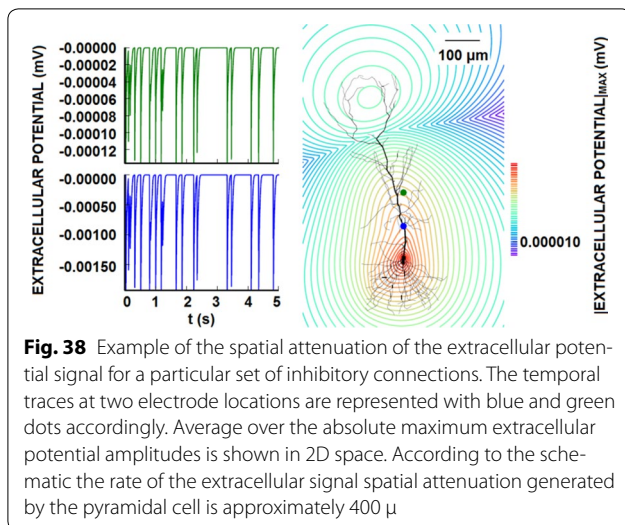 EXTRACELLULAR POTENTIAL (mV)
-0.00000
-0.00002
-0.00004
-0.00006
-0.00008
-0.00010
-0.00012
-0.00000
-0.00050
-0.00100
-0.00150
0 1 2 3 4 5
t (s)
100 µm
0.000010
|EXTRACELLULAR POTENTIAL|MAX (mV)
Fig. 38 Example of the spatial attenuation of the extracellular poten-
tial signal for a particular set of inhibitory connections. The temporal
traces at two electrode locations are represented with blue and green
dots accordingly. Average over the absolute maximum extracellular
potential amplitudes is shown in 2D space. According to the sche-
matic the rate of the extracellular signal spatial attenuation generated
by the pyramidal cell is approximately 400 μ